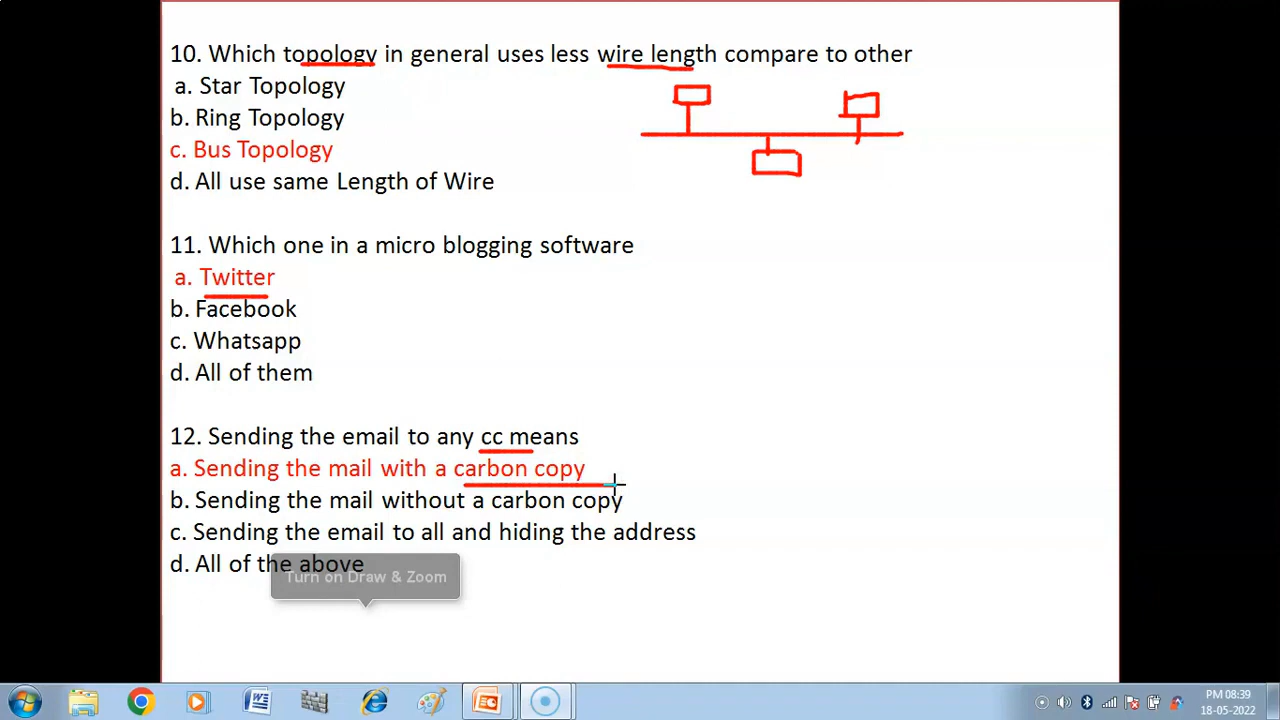 10. Which topology in general uses less wire length compare to other
a. Star Topology
b. Ring Topology
c. Bus Topology
d. All use same Length of Wire
11. Which one in a micro blogging software
a. Twitter
b. Facebook
c. Whatsapp
d. All of them
12. Sending the email to any cc means
a. Sending the mail with a carbon copy
b. Sending the mail without a carbon copy
c. Sending the email to all and hiding the address
d. All of the above
Turn on Draw & Zoom
PM 08:39
18-05-2022